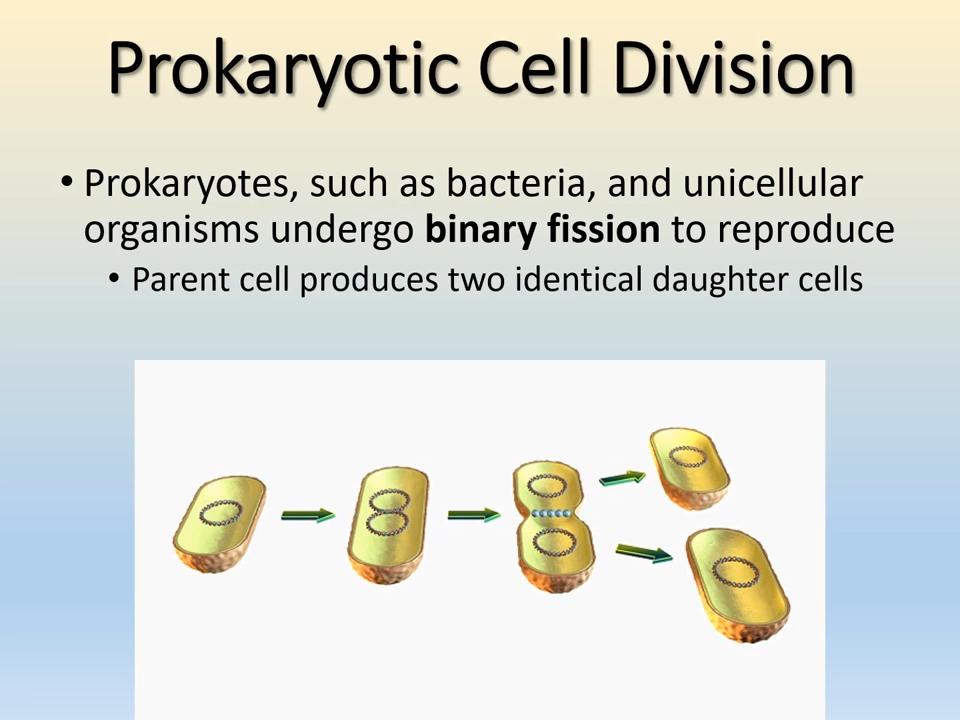 Prokaryotic Cell Division
• Prokaryotes, such as bacteria, and unicellular
organisms undergo binary fission to reproduce
• Parent cell produces two identical daughter cells